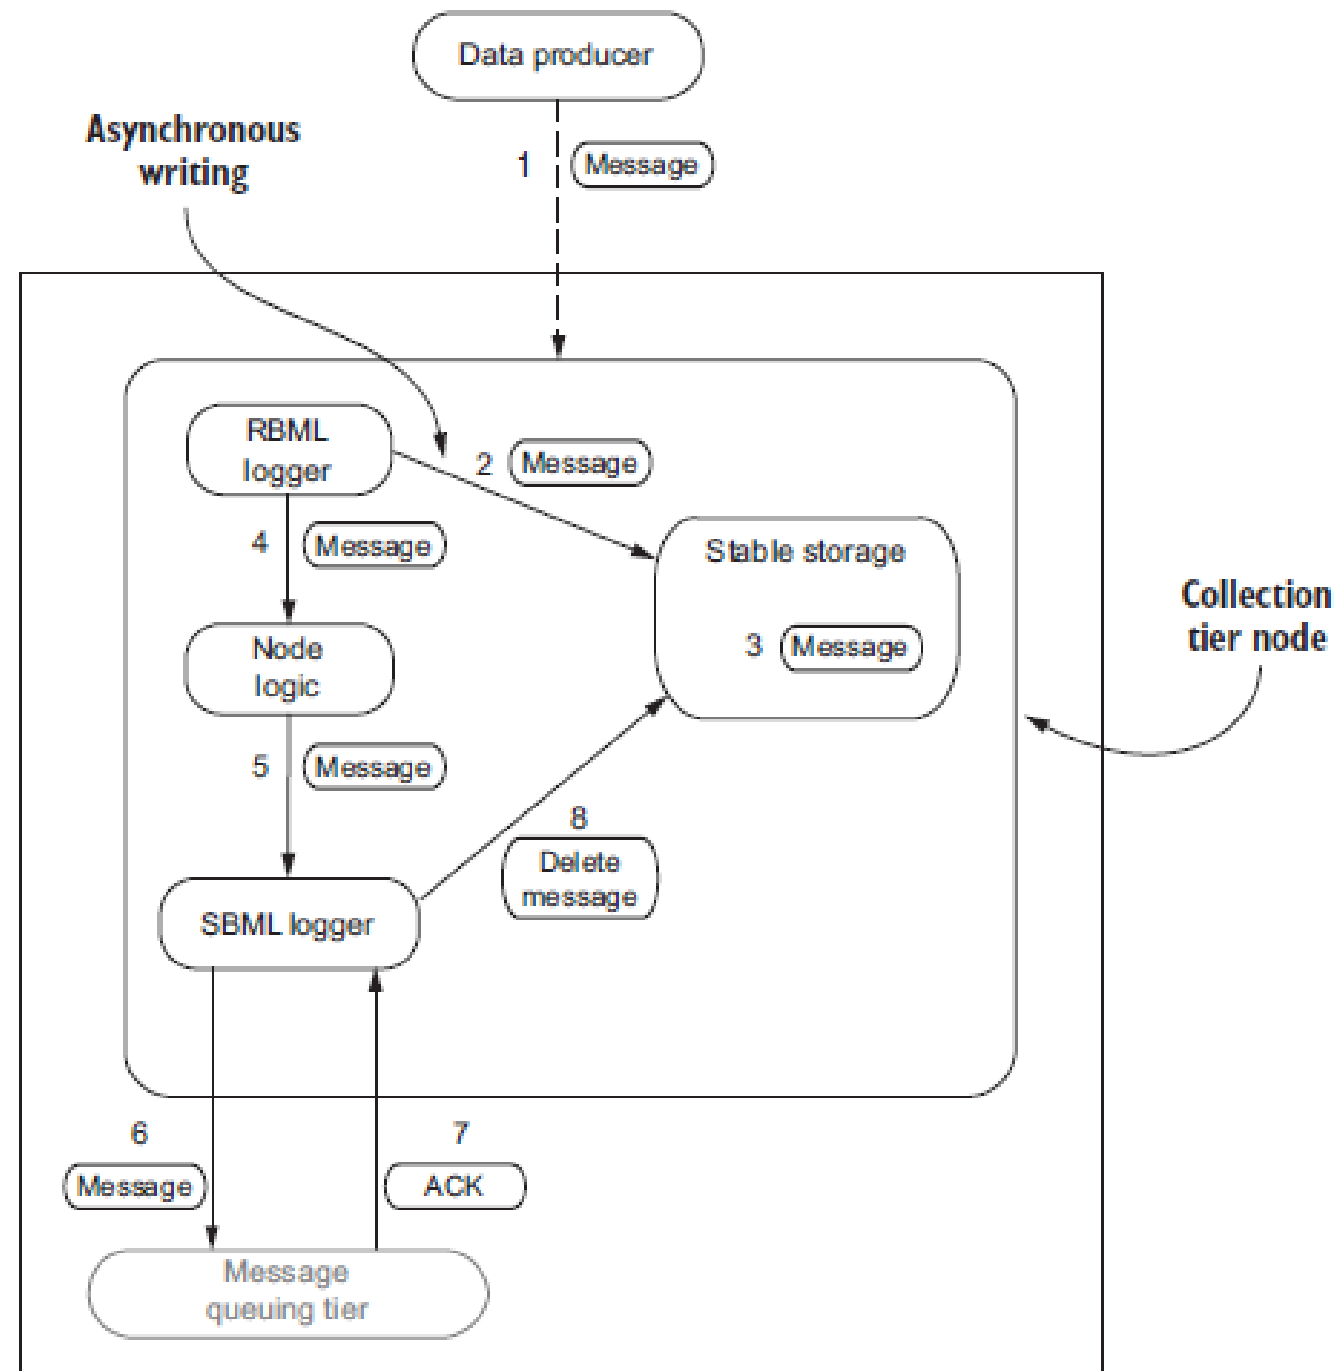 Data producer
Asynchronous
writing
1 Message
RBML
logger
2 Message
4 Message
Stable storage
3 Message
Collection
tier node
Node
logic
5 Message
8
Delete
message
SBML logger
6
Message
7
ACK
Message
queuing tier